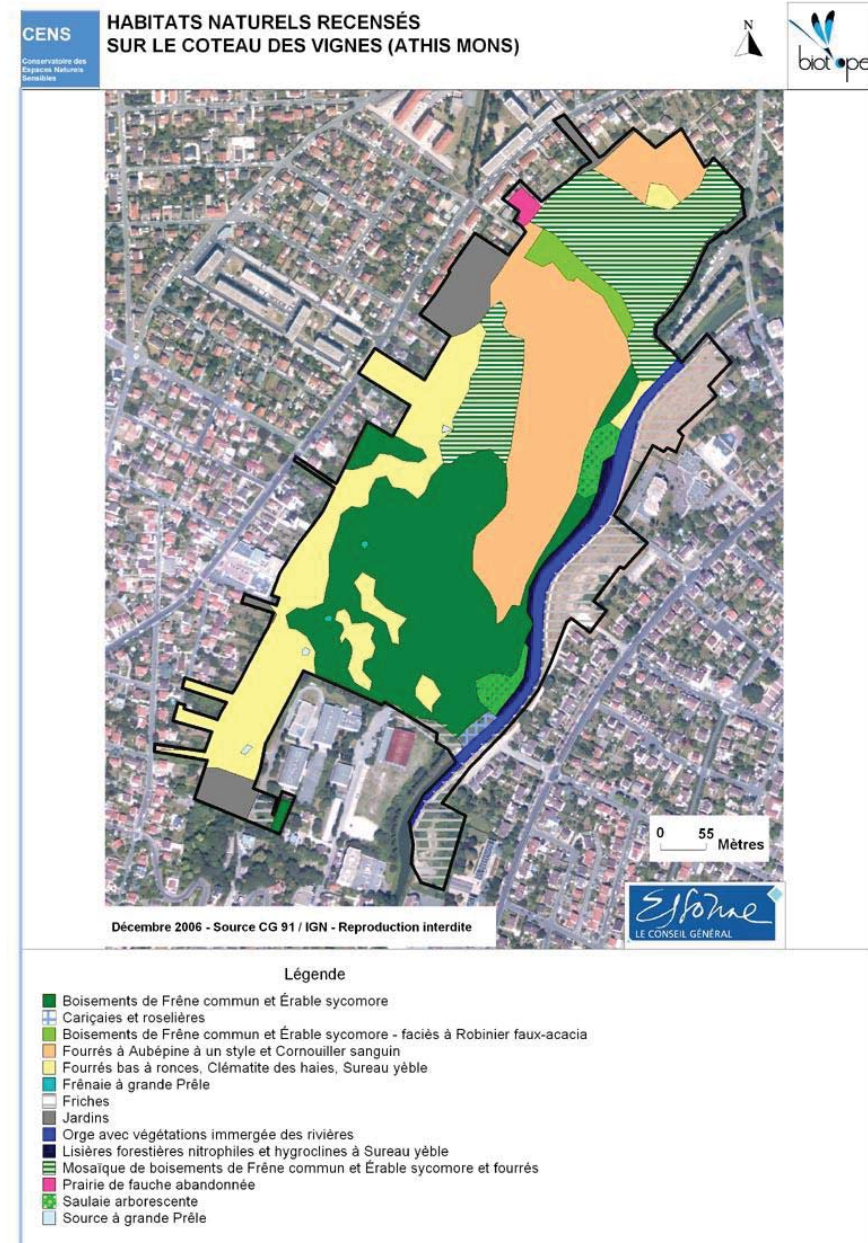 CENS
Conservatoire des
Espaces Naturels
Sensibles
HABITATS NATURELS RECENSÉS
SUR LE COTEAU DES VIGNES (ATHIS MONS)
N
biotope
0 55
Mètres
Décembre 2006 - Source CG 91 / IGN - Reproduction interdite
Essonne
LE CONSEIL GÉNÉRAL
Légende
Boisements de Frêne commun et Érable sycomore
Cariçaies et roselières
Boisements de Frêne commun et Érable sycomore - faciès à Robinier faux-acacia
Fourrés à Aubépine à un style et Cornouiller sanguin
Fourrés bas à ronces, Clématite des haies, Sureau yèble
Frênaie à grande Prêle
Friches
Jardins
Orge avec végétations immergée des rivières
Lisières forestières nitrophiles et hygroclines à Sureau yèble
Mosaïque de boisements de Frêne commun et Érable sycomore et fourrés
Prairie de fauche abandonnée
Saulaie arborescente
Source à grande Prêle